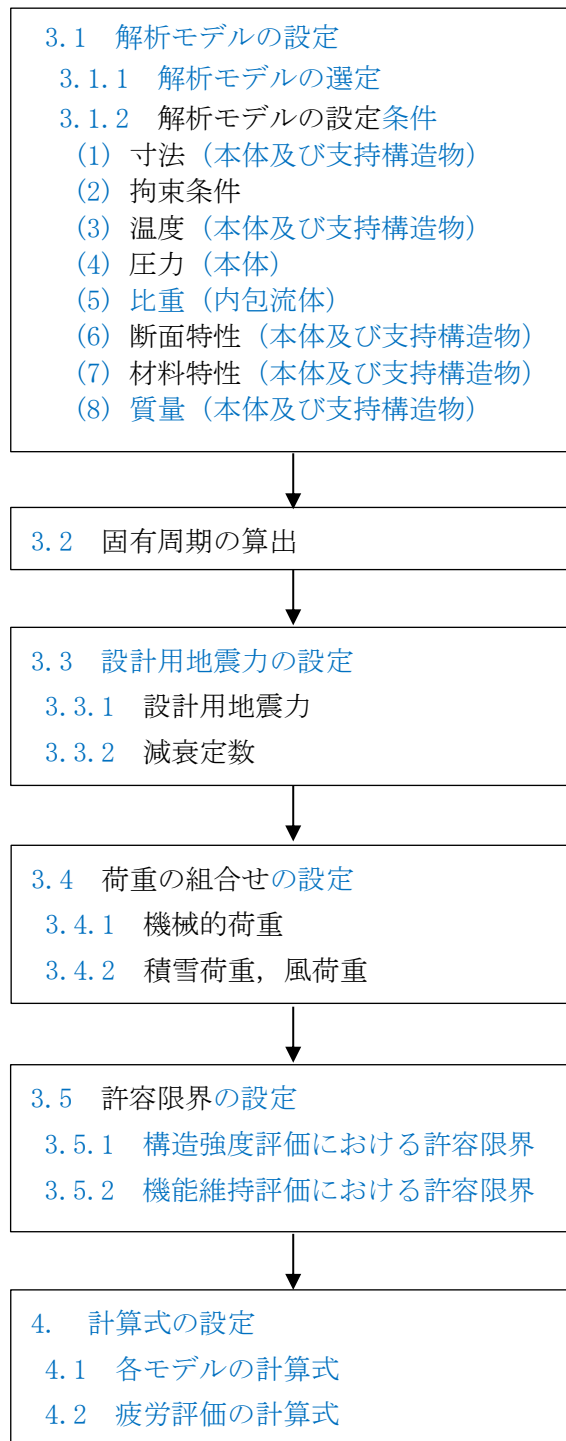 3.1　解析モデルの設定
3.1.1　解析モデルの選定
3.1.2　解析モデルの設定条件
(1) 寸法（本体及び支持構造物）
(2) 拘束条件
(3) 温度（本体及び支持構造物）
(4) 圧力（本体）
(5) 比重（内包流体）
(6) 断面特性（本体及び支持構造物）
(7) 材料特性（本体及び支持構造物）
(8) 質量（本体及び支持構造物）
3.2　固有周期の算出
3.3　設計用地震力の設定
3.3.1　設計用地震力
3.3.2　減衰定数
3.4　荷重の組合せの設定
3.4.1　機械的荷重
3.4.2　積雪荷重，風荷重
3.5　許容限界の設定
3.5.1　構造強度評価における許容限界
3.5.2　機能維持評価における許容限界
4.　計算式の設定
4.1　各モデルの計算式
4.2　疲労評価の計算式